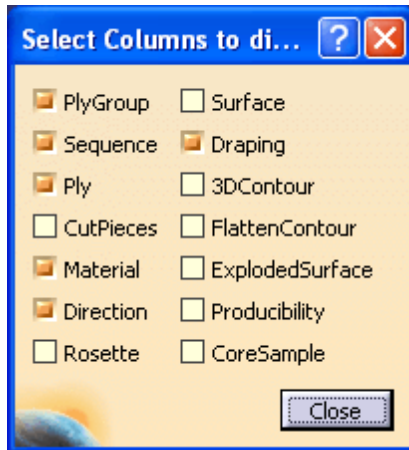 Select Columns to di...
PlyGroup Surface
Sequence Draping
Ply 3DContour
CutPieces FlattenContour
Material ExplodedSurface
Direction Producibility
Rosette CoreSample
Close